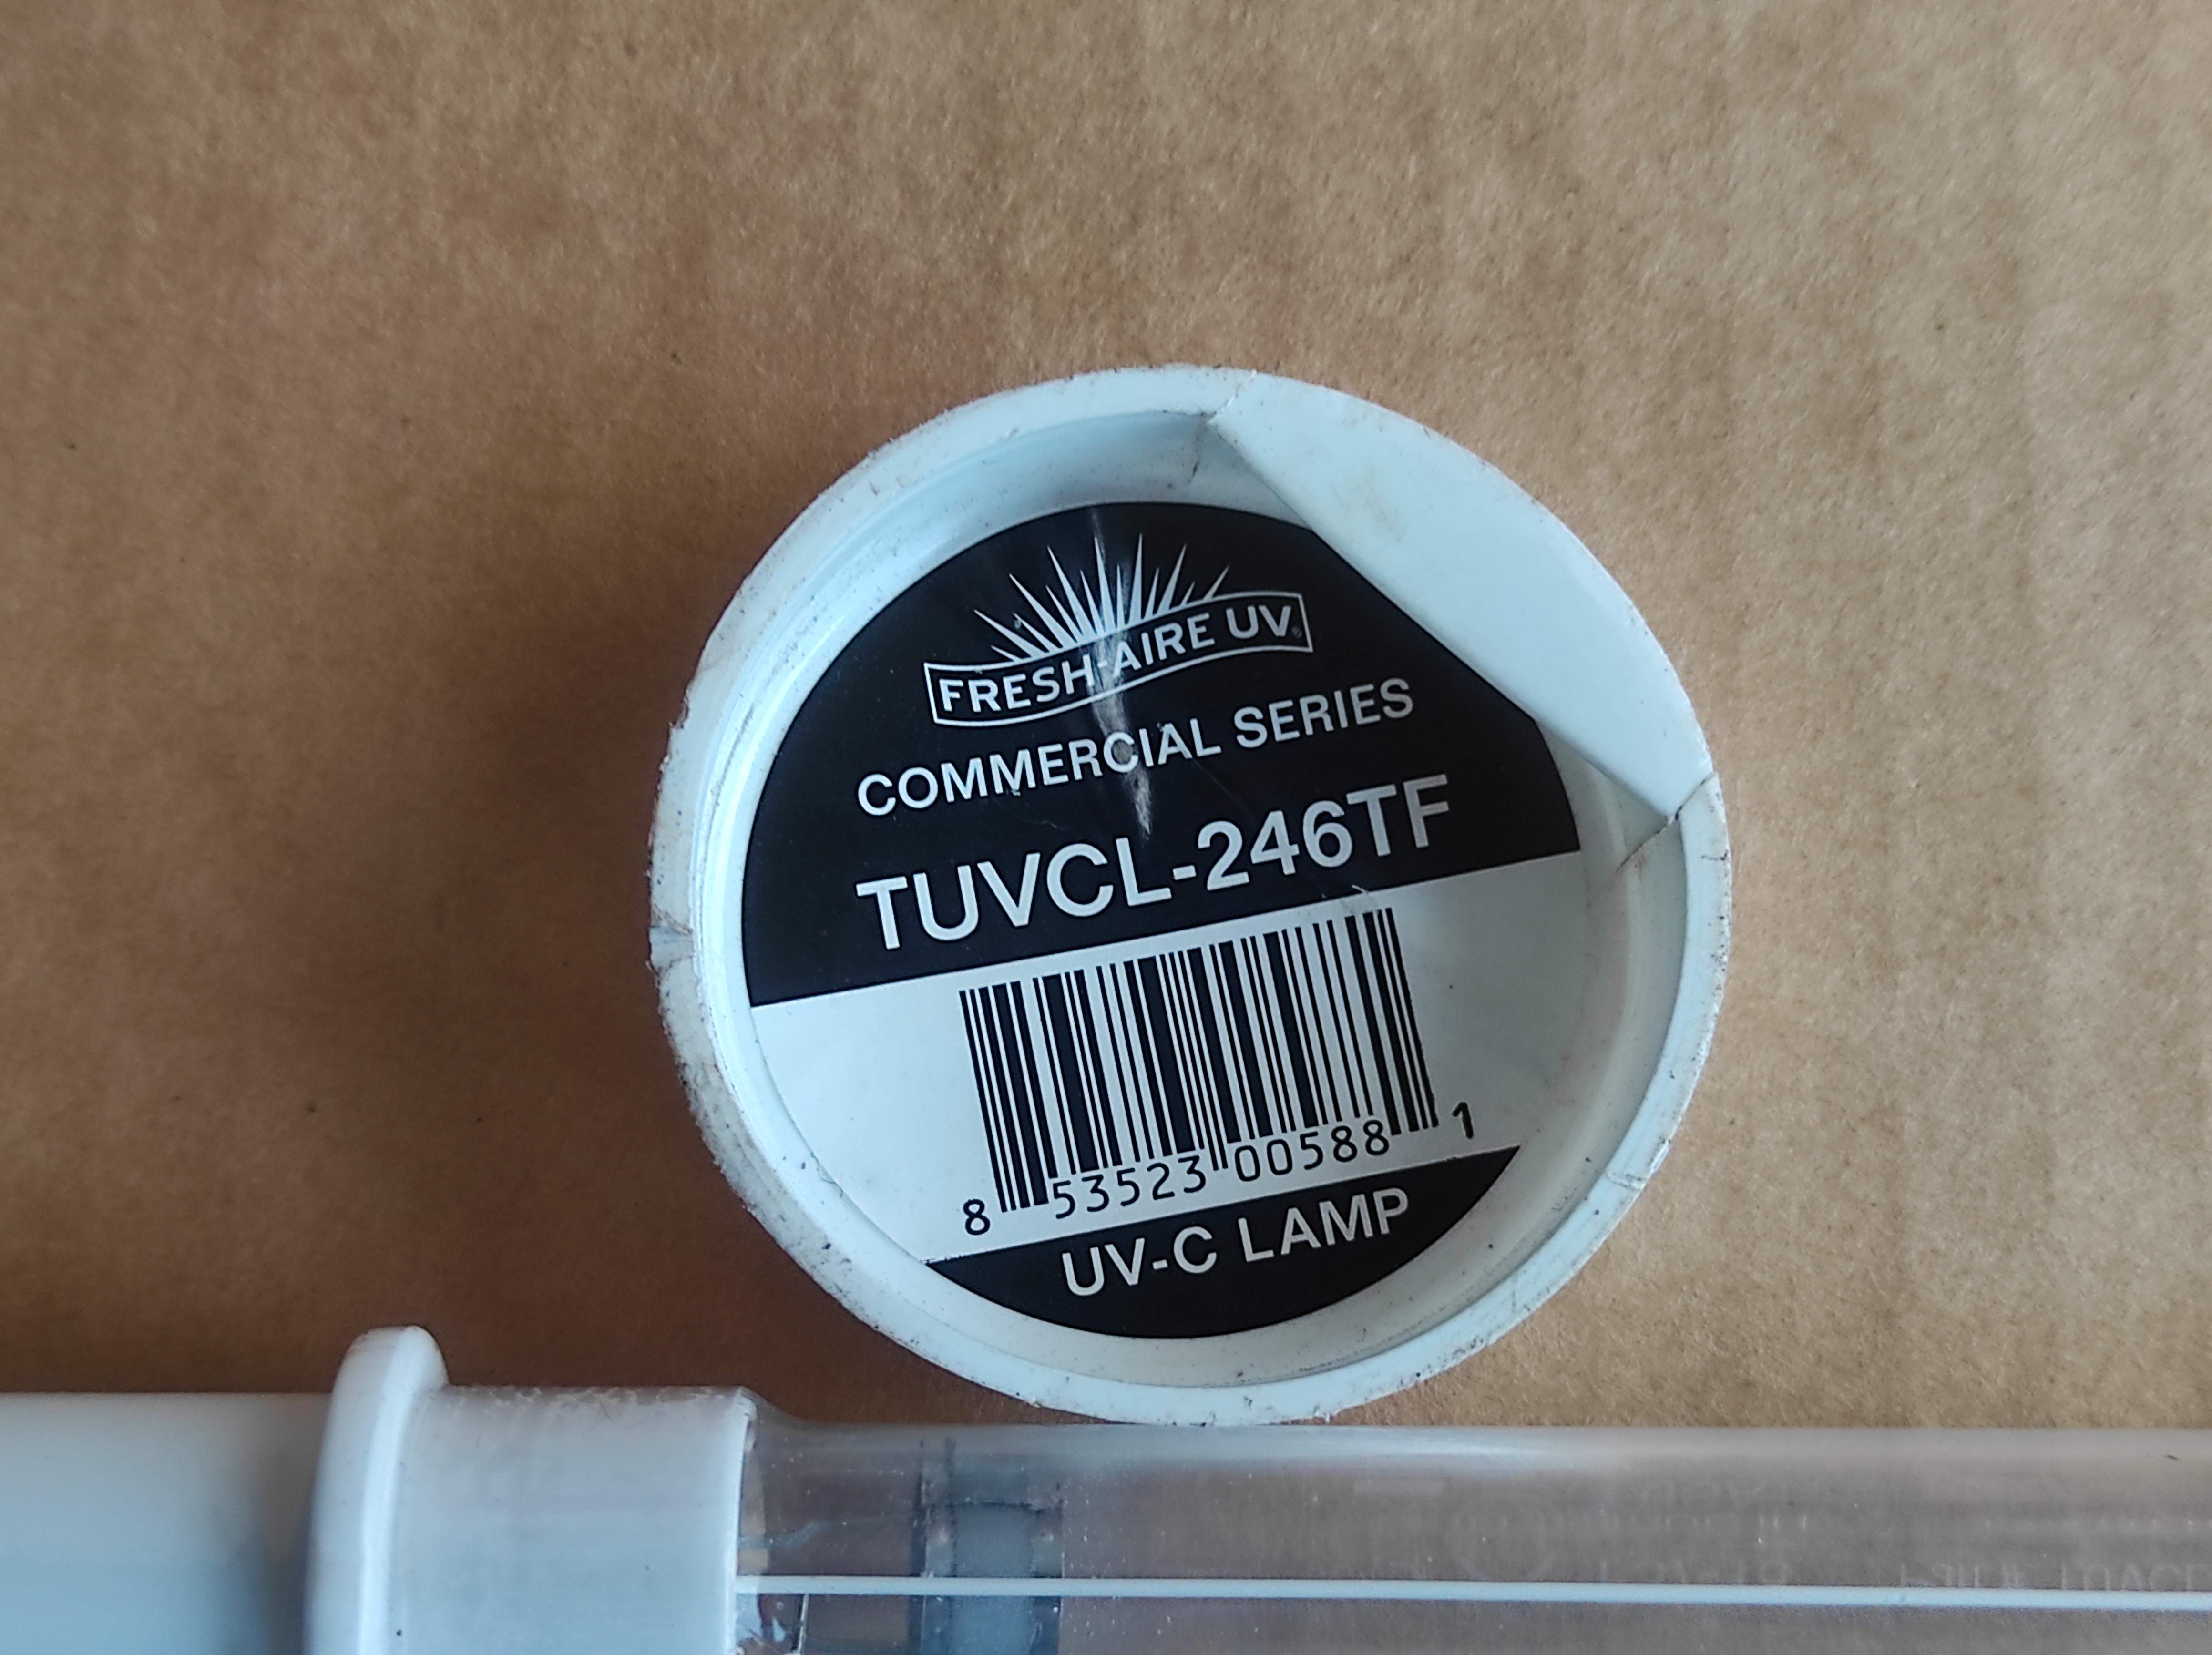 FRESH-AIRE UV®
COMMERCIAL SERIES
TUVCL-246TF
8 53523 00588 1
UV-C LAMP